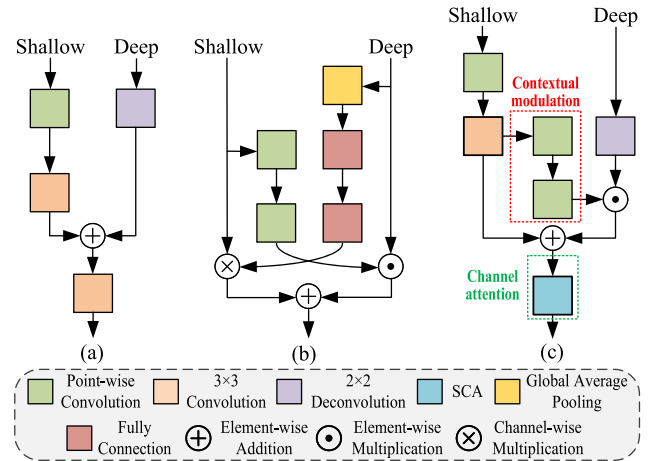 Shallow Deep
Shallow Deep
Shallow Deep
Contextual
modulation
Channel
attention
(a) (b) (c)
Point-wise
Convolution
3×3
Convolution
2×2
Deconvolution
SCA
Global Average
Pooling
Fully
Connection
Element-wise
Addition
Element-wise
Multiplication
Channel-wise
Multiplication